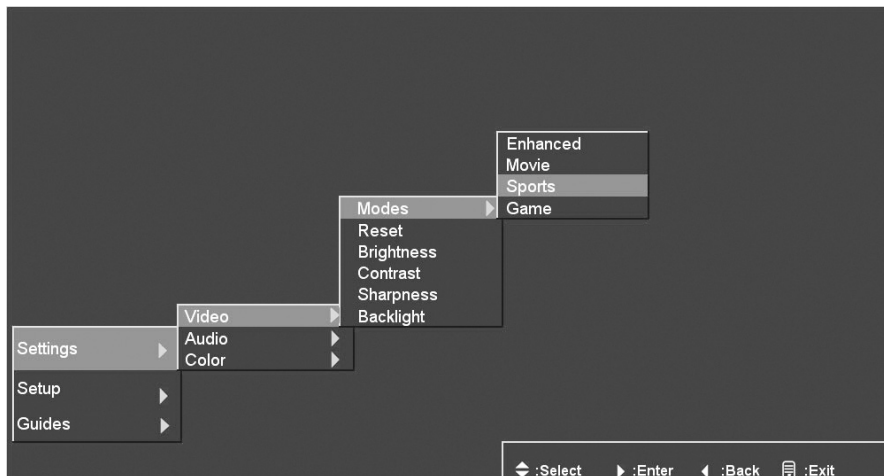 Enhanced
Movie
Sports
Game
Modes
Reset
Brightness
Contrast
Sharpness
Backlight
Video
Audio
Color
Settings
Setup
Guides
:Select :Enter :Back :Exit